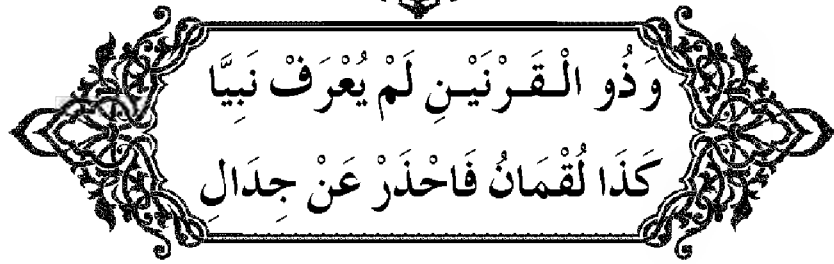 وَذُو الْقَرْنَيْنِ لَمْ يُعْرَفْ نَبِيًّا
كَذَا لُقْمَانُ فَاحْذَرْ عَنْ جِدَالِ